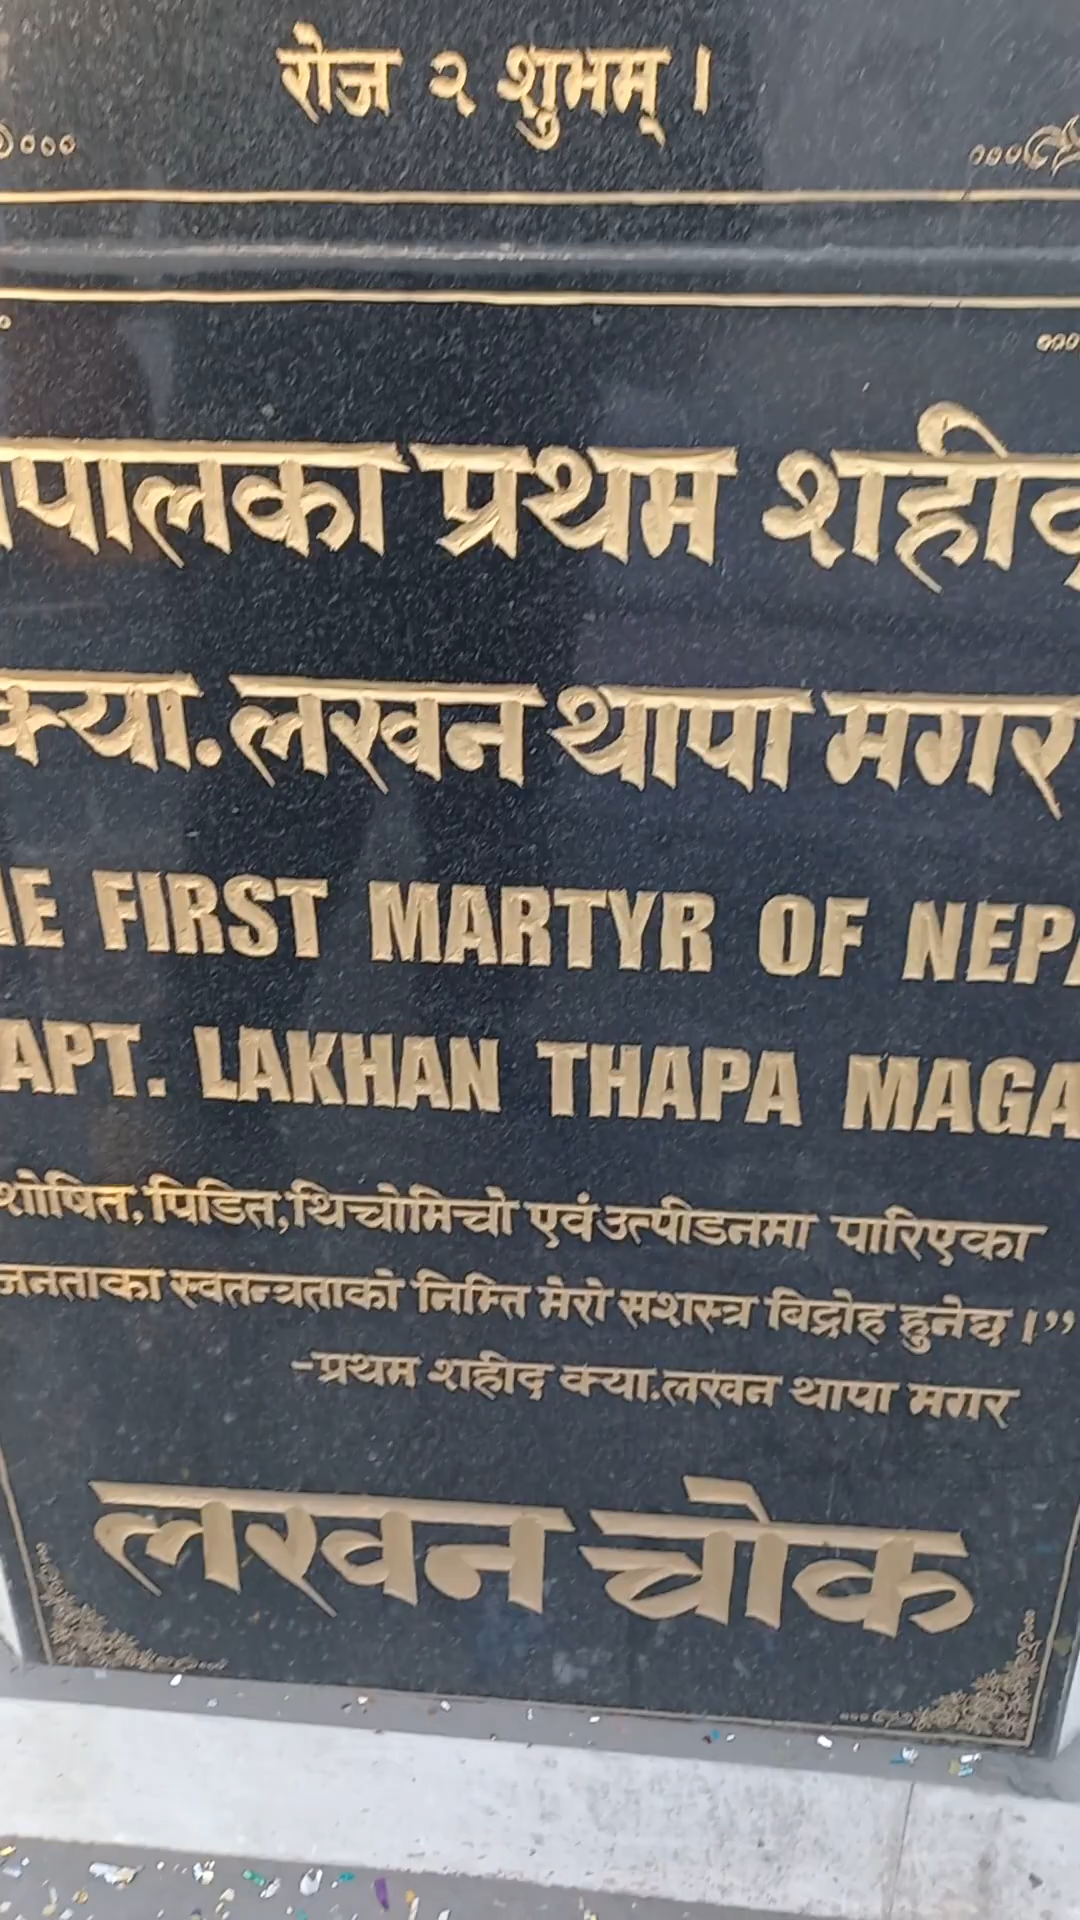 रोज २ शुभम् ।
पालका प्रथम शहीद
क्या. लखन थापा मगर
FIRST MARTYR OF NEPA
APT. LAKHAN THAPA MAGA
शोषित, पिडित, थिचोमिचो एवं उत्पीडनमा पारिएका
जनताका स्वतन्त्रताको निम्ति मेरो सशस्त्र बिद्रोह हुनेछ ।”
-प्रथम शहीद क्या.लखन थापा मगर
लखन चोक